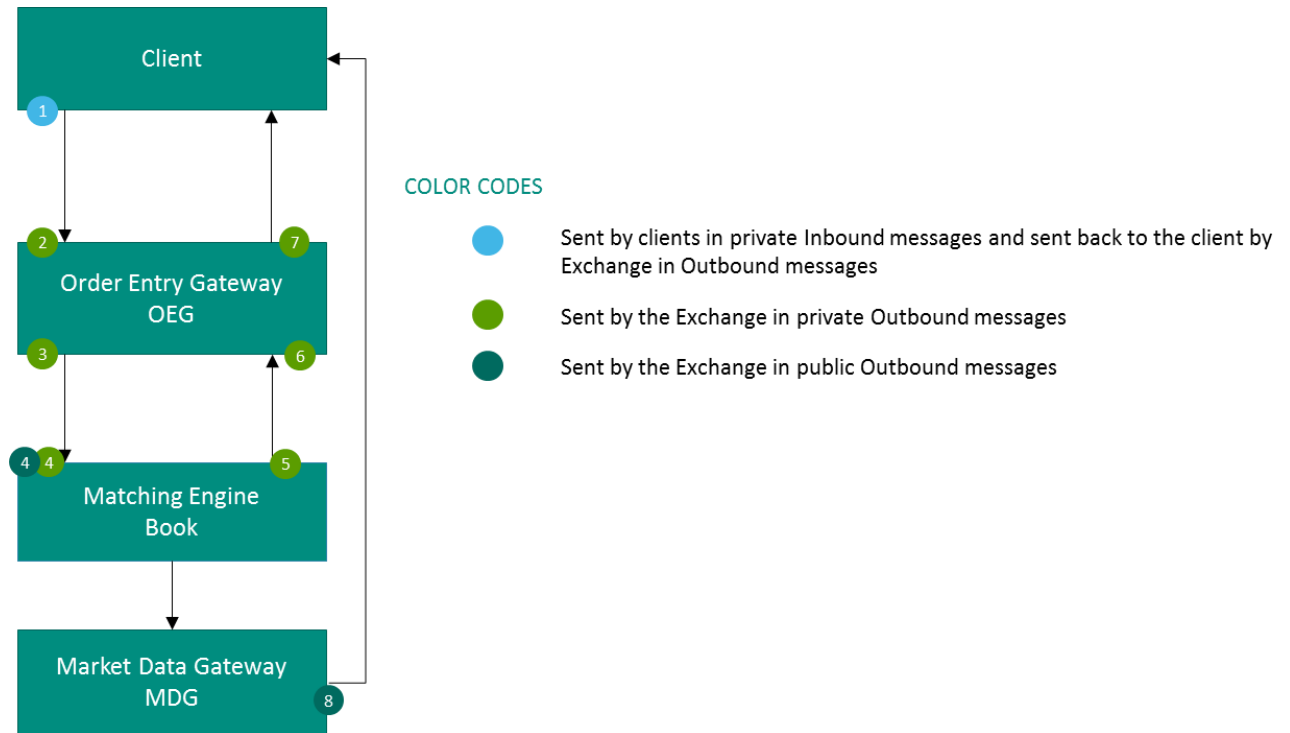 Client
1
COLOR CODES
2
7
Sent by clients in private Inbound messages and sent back to the client by
Exchange in Outbound messages
Order Entry Gateway
OEG
Sent by the Exchange in private Outbound messages
3
6
Sent by the Exchange in public Outbound messages
4
4
5
Matching Engine
Book
Market Data Gateway
MDG
8